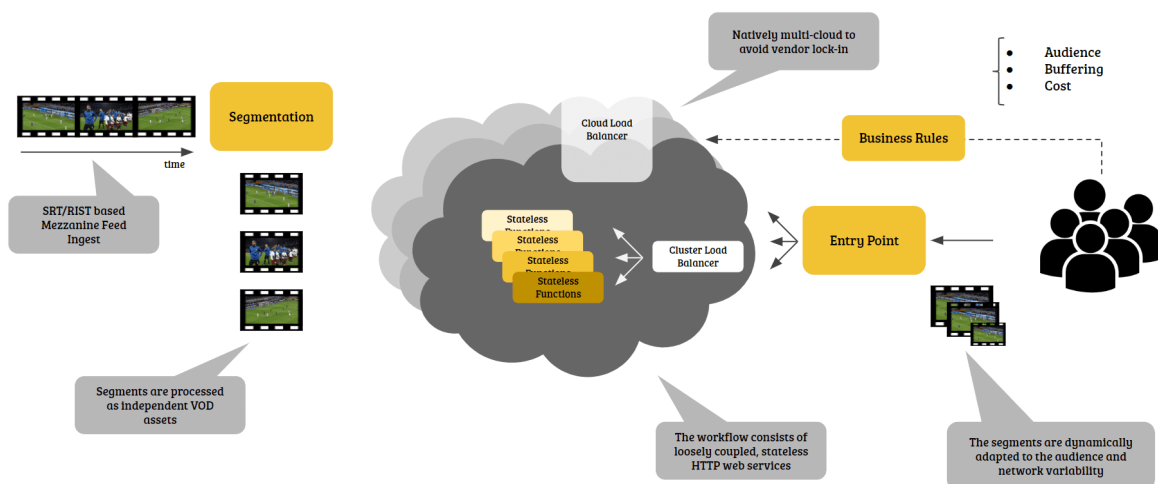 Segmentation
time
SRT/RIST based
Mezzanine Feed
Ingest
Segments are processed
as independent VOD
assets
Natively multi-cloud to
avoid vendor lock-in
Cloud Load
Balancer
Stateless
Functions
Stateless
Functions
Stateless
Functions
Stateless
Functions
Cluster Load
Balancer
The workflow consists of
loosely coupled, stateless
HTTP web services
● Audience
● Buffering
● Cost
Business Rules
Entry Point
The segments are dynamically
adapted to the audience and
network variability